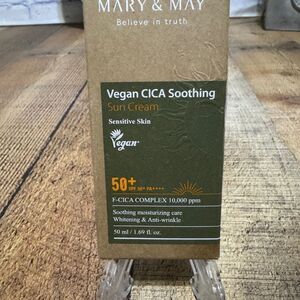 MARY & MAY
Believe in truth
Vegan CICA Soothing
Sun Cream
Sensitive Skin
Vegan
50+ SPF 50+ PA++++
F-CICA COMPLEX 10,000 ppm
Soothing moisturizing care
Whitening & Anti-wrinkle
50 ml / 1.69 fl. oz.